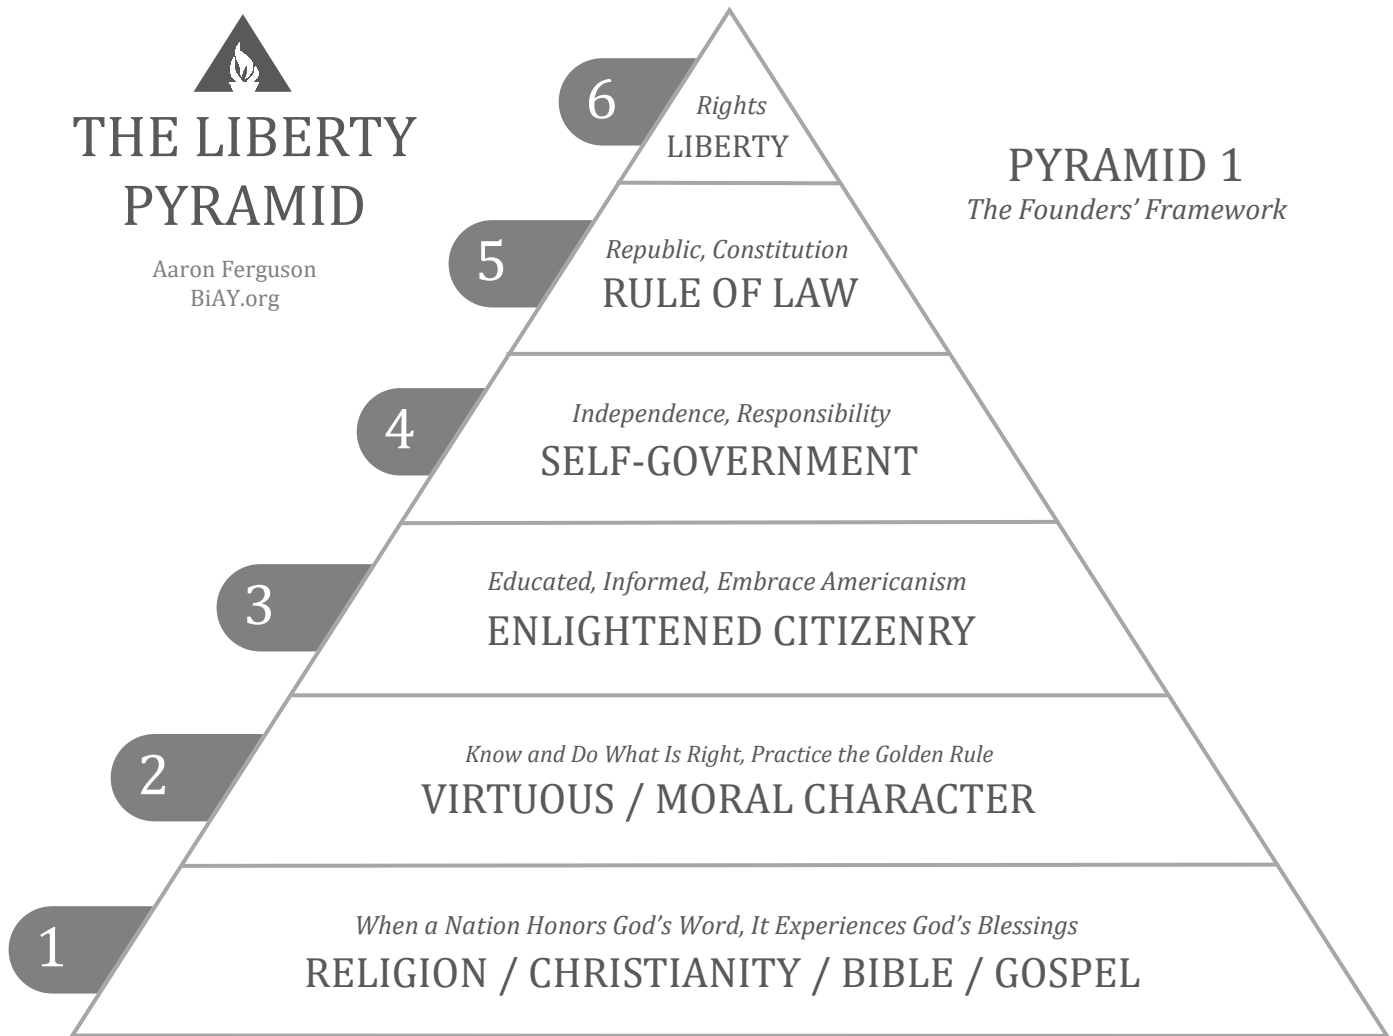 THE LIBERTY
PYRAMID
Aaron Ferguson
BiAY.org
PYRAMID 1
The Founders’ Framework
6
Rights
LIBERTY
5
Republic, Constitution
RULE OF LAW
4
Independence, Responsibility
SELF-GOVERNMENT
3
Educated, Informed, Embrace Americanism
ENLIGHTENED CITIZENRY
2
Know and Do What Is Right, Practice the Golden Rule
VIRTUOUS / MORAL CHARACTER
1
When a Nation Honors God’s Word, It Experiences God’s Blessings
RELIGION / CHRISTIANITY / BIBLE / GOSPEL